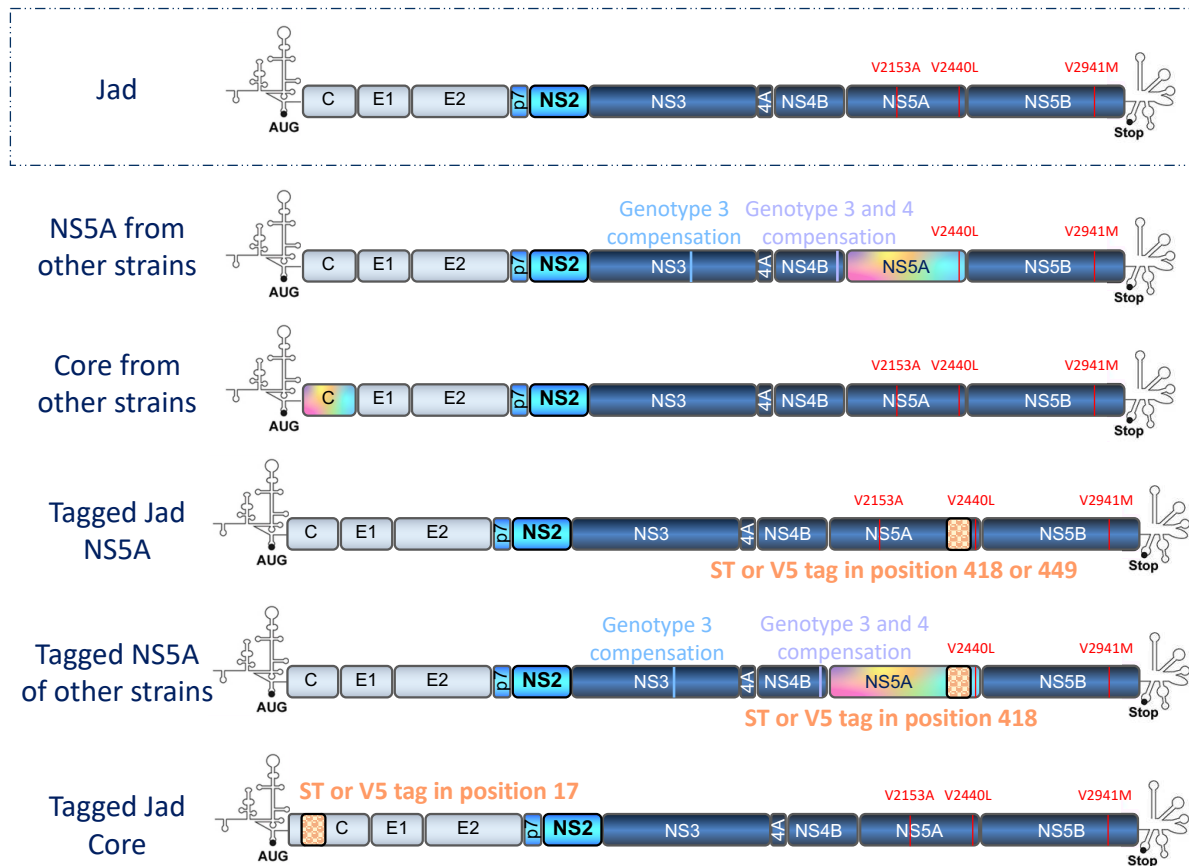 Jad
V2153A V2440L V2941M
C E1 E2 p7 NS2 NS3 4A NS4B NS5A NS5B
AUG Stop
NS5A from
other strains
Genotype 3
compensation
Genotype 3 and 4
compensation
V2440L V2941M
C E1 E2 p7 NS2 NS3 4A NS4B NS5A NS5B
AUG Stop
Core from
other strains
V2153A V2440L V2941M
C E1 E2 p7 NS2 NS3 4A NS4B NS5A NS5B
AUG Stop
Tagged Jad
NS5A
V2153A V2440L V2941M
C E1 E2 p7 NS2 NS3 4A NS4B NS5A NS5B
AUG Stop
ST or V5 tag in position 418 or 449
Tagged NS5A
of other strains
Genotype 3
compensation
Genotype 3 and 4
compensation
V2440L V2941M
C E1 E2 p7 NS2 NS3 4A NS4B NS5A NS5B
AUG Stop
ST or V5 tag in position 418
Tagged Jad
Core
ST or V5 tag in position 17
V2153A V2440L V2941M
C E1 E2 p7 NS2 NS3 4A NS4B NS5A NS5B
AUG Stop